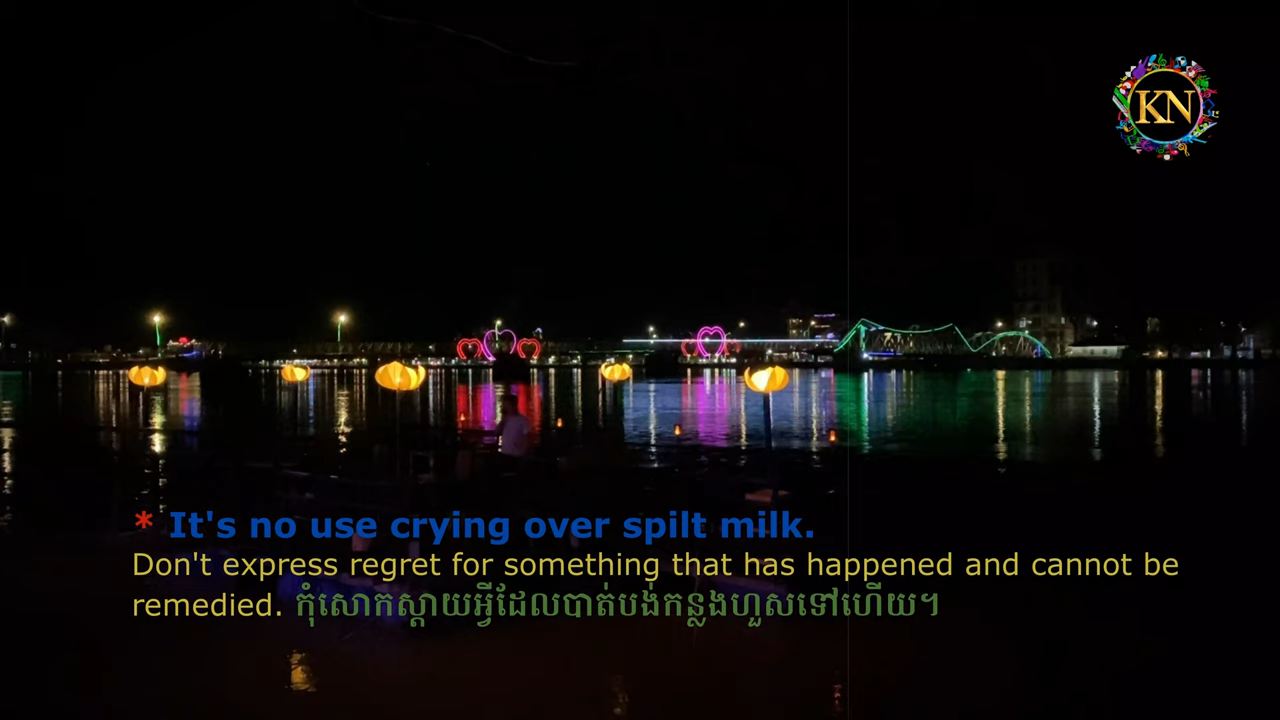 KN
* It's no use crying over spilt milk.
Don't express regret for something that has happened and cannot be
remedied. កុំសោកស្ដាយអ្វីដែលបាត់បង់កន្លងហួសទៅហើយ។